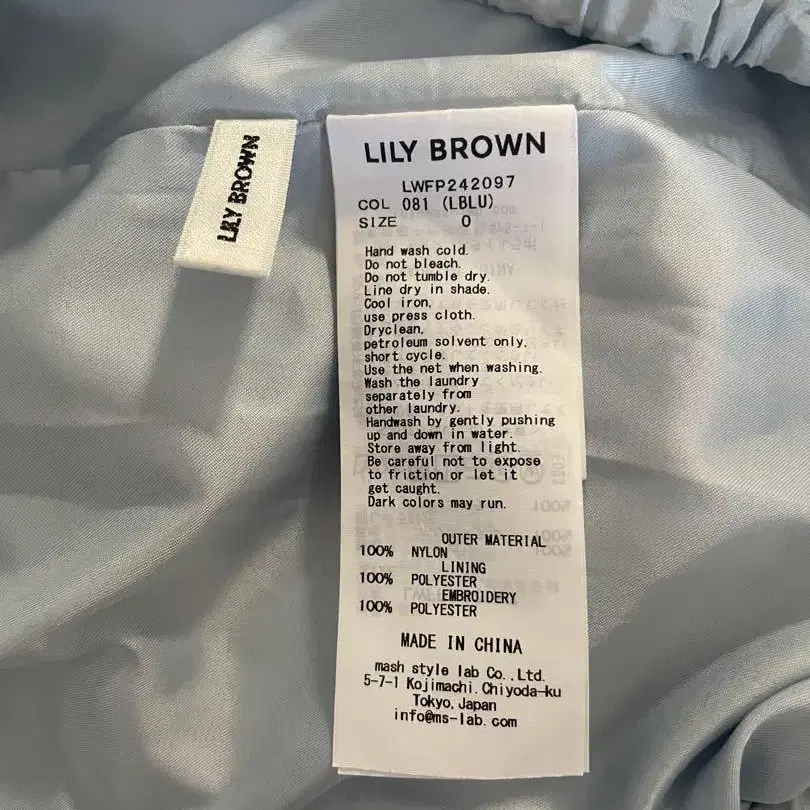 LILY BROWN
LILY BROWN
LWFP242097
COL 081 (LBLU)
SIZE 0
Hand wash cold.
Do not bleach.
Do not tumble dry.
Line dry in shade.
Cool iron,
use press cloth.
Dryclean,
petroleum solvent only,
short cycle.
Use the net when washing.
Wash the laundry
separately from
other laundry.
Handwash by gently pushing
up and down in water.
Store away from light.
Be careful not to expose
to friction or let it
get caught.
Dark colors may run.
OUTER MATERIAL
100% NYLON
LINING
100% POLYESTER
EMBROIDERY
100% POLYESTER
MADE IN CHINA
mash style lab Co.,Ltd.
5-7-1 Kojimachi,Chiyoda-ku
Tokyo,Japan
info@ms-lab.com